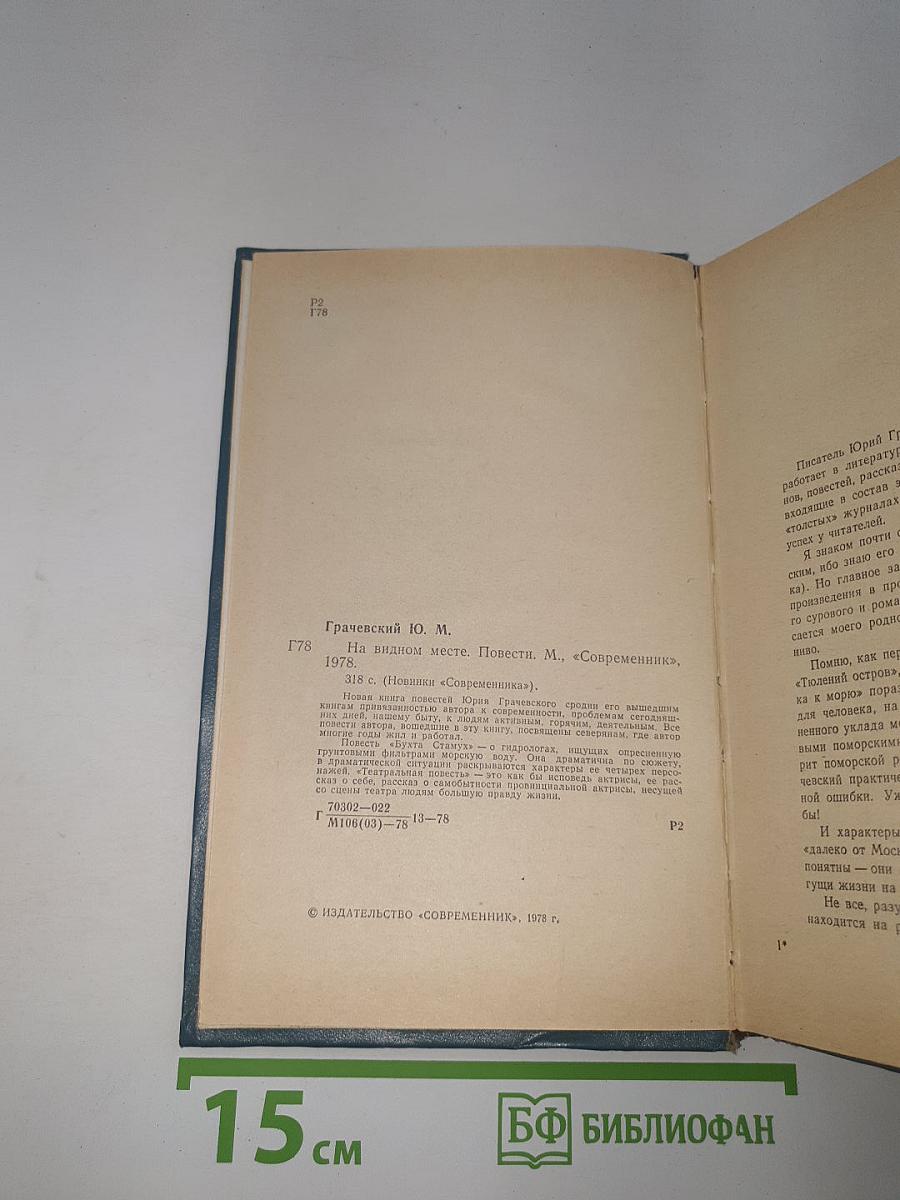 Р2
Г78
Грачевский Ю. М.
Г78 На видном месте. Повести. М., «Современник»,
1978.
318 с. (Новинки «Современника»).
Новая книга повестей Юрия Грачевского сродни его вышедшим
книгам привязанностью автора к современности, проблемам сегодняш-
них дней, нашему быту, к людям активным, горячим, деятельным. Все
повести автора, вошедшие в эту книгу, посвящены северянам, где автор
многие годы жил и работал.
Повесть «Бухта Стамух» — о гидрологах, ищущих опресненную
грунтовыми фильтрами морскую воду. Она драматична по сюжету,
в драматической ситуации раскрываются характеры ее четырех персо-
нажей. «Театральная повесть» — это как бы исповедь актрисы, ее рас-
сказ о себе, рассказ о самобытности провинциальной актрисы, несущей
со сцены театра людям большую правду жизни.
Г 70302—022
М106(03)—78 13—78
Р2
© ИЗДАТЕЛЬСТВО «СОВРЕМЕННИК», 1978 г.
Писатель Юрий Гр
работает в литератур
нов, повестей, расска
входящие в состав э
«толстых» журналах
успех у читателей.
Я знаком почти с
ским, ибо знаю его
ка). Но главное за
произведения в про
го сурового и рома
сается моего родно
ниво.
Помню, как пер
«Тюлений остров»,
ка к морю» пораз
для человека, на
ненного уклада мо
выми поморскими
рит поморской р
чевский практиче
ной ошибки. Уж
бы!
И характеры
«далеко от Моск
понятны — они
гущи жизни на
Не все, разу
находится на р
1*
15 см
БФ БИБЛИОФАН